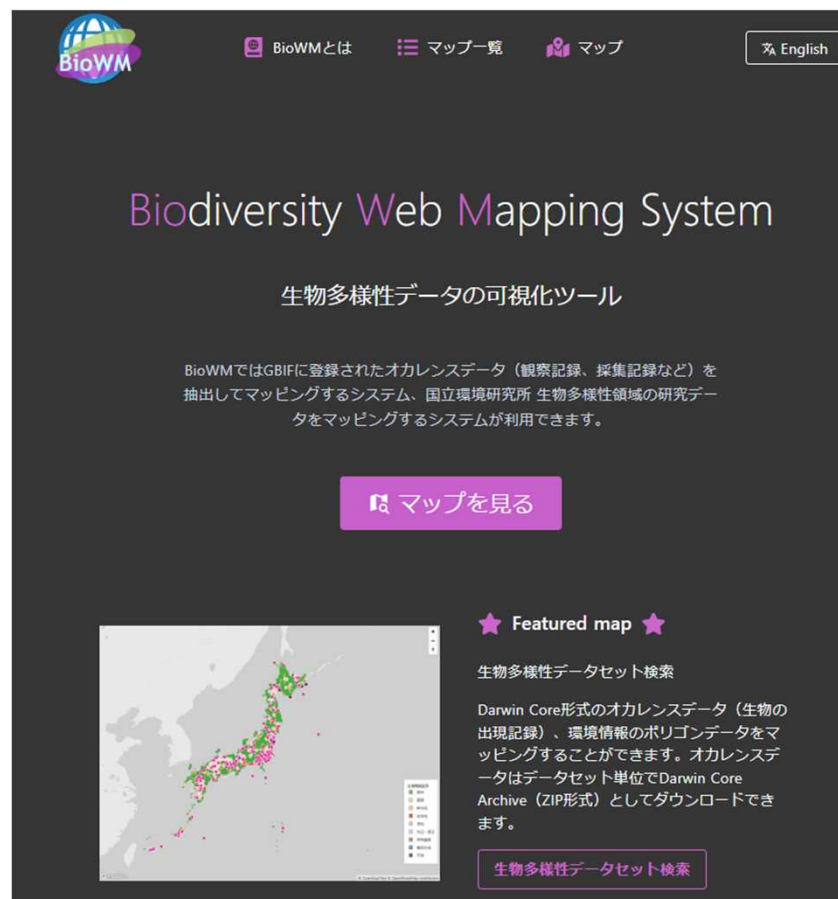 BioWM
BioWMとは
マップ一覧
マップ
English
Biodiversity Web Mapping System
生物多様性データの可視化ツール
BioWMではGBIFに登録されたオカレンスデータ（観察記録、採集記録など）を
抽出してマッピングするシステム、国立環境研究所 生物多様性領域の研究デー
タをマッピングするシステムが利用できます。
マップを見る
Featured map
生物多様性データセット検索
Darwin Core形式のオカレンスデータ（生物の
出現記録）、環境情報のポリゴンデータをマ
ッピングすることができます。オカレンスデ
ータはデータセット単位でDarwin Core
Archive（ZIP形式）としてダウンロードでき
ます。
生物多様性データセット検索